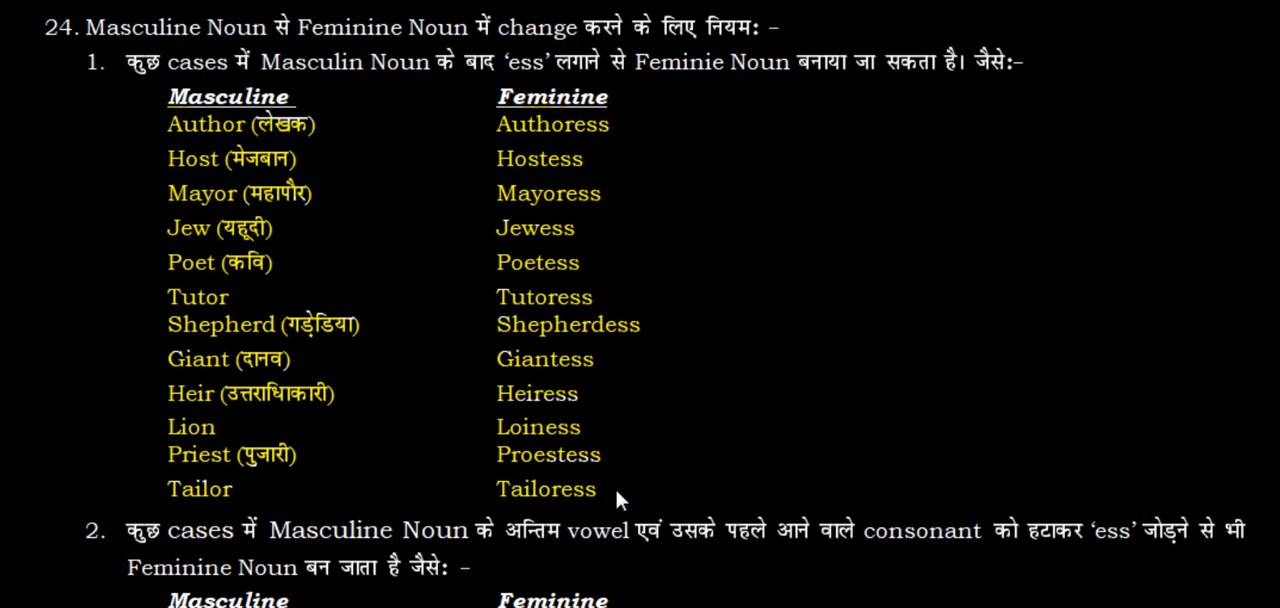 24. Masculine Noun से Feminine Noun में change करने के लिए नियम: –
1. कुछ cases में Masculin Noun के बाद 'ess' लगाने से Feminie Noun बनाया जा सकता है। जैसे:–
Masculine Feminine
Author (लेखक) Authoress
Host (मेजबान) Hostess
Mayor (महापौर) Mayoress
Jew (यहूदी) Jewess
Poet (कवि) Poetess
Tutor Tutoress
Shepherd (गड़ेडिया) Shepherdess
Giant (दानव) Giantess
Heir (उत्तराधिाकारी) Heiress
Lion Loiness
Priest (पुजारी) Proestess
Tailor Tailoress
2. कुछ cases में Masculine Noun के अन्तिम vowel एवं उसके पहले आने वाले consonant को हटाकर 'ess' जोड़ने से भी
Feminine Noun बन जाता है जैसे: –
Masculine Feminine